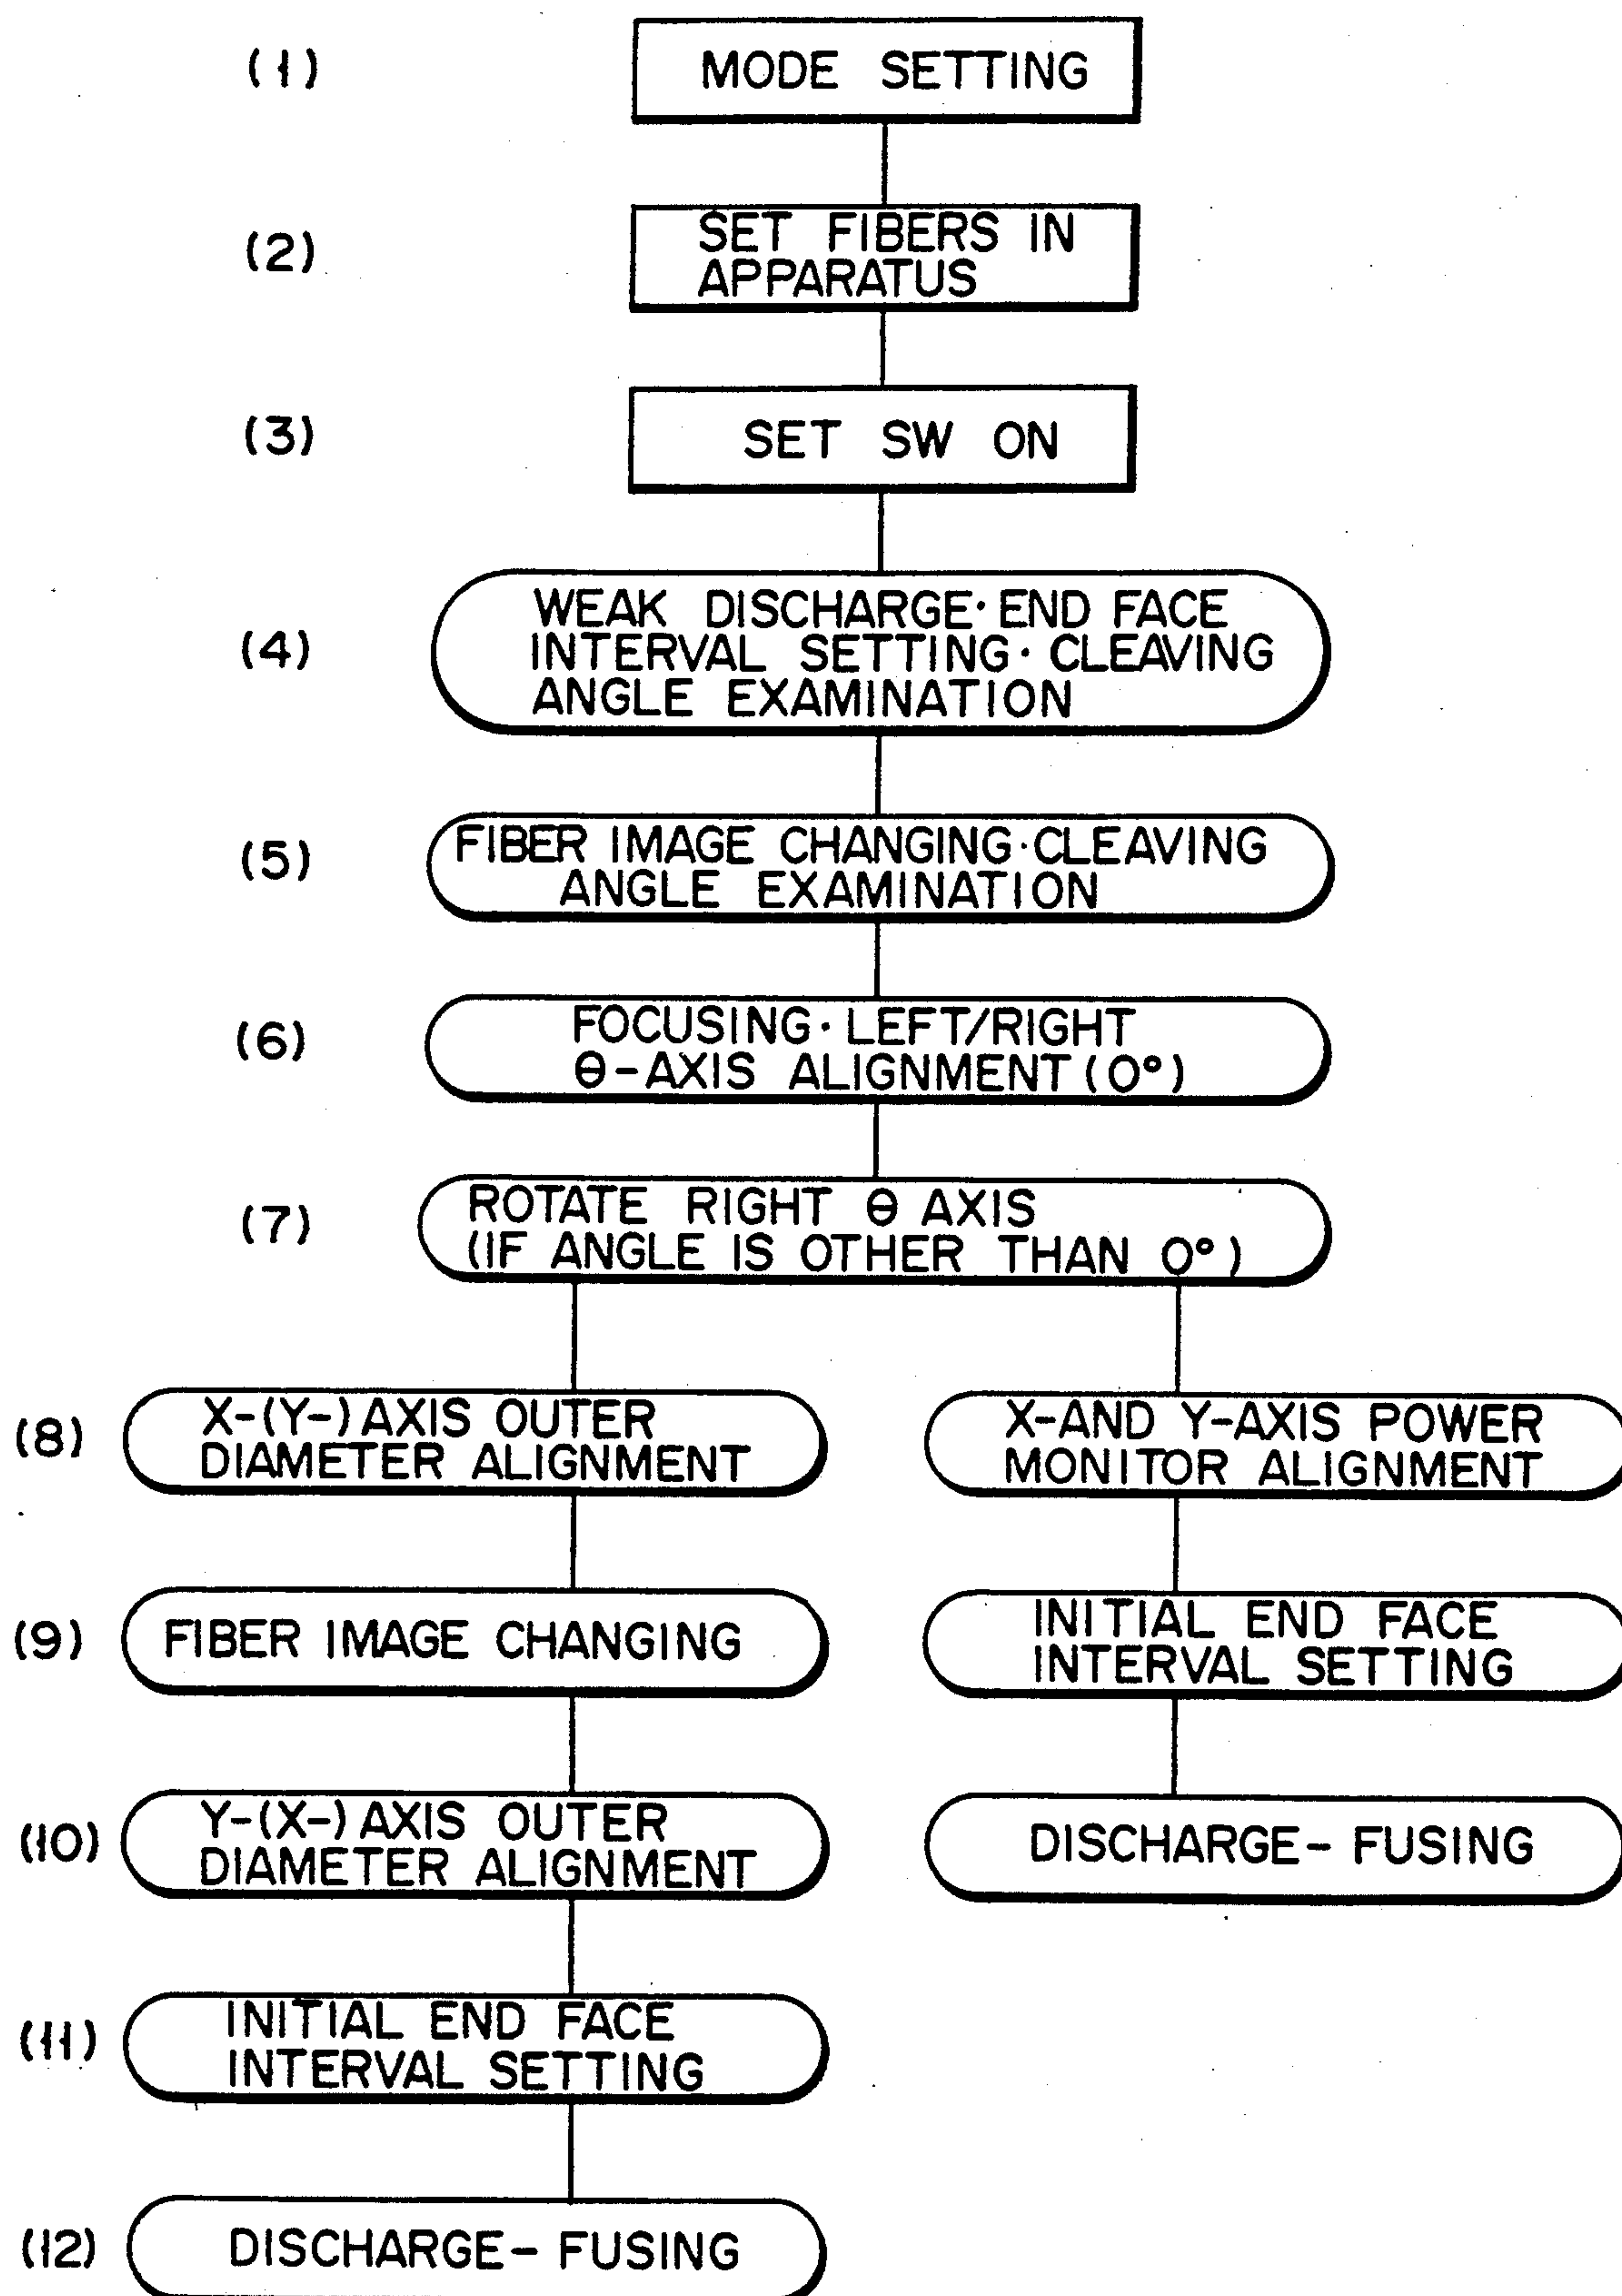 (1) MODE SETTING
(2) SET FIBERS IN
APPARATUS
(3) SET SW ON
(4) WEAK DISCHARGE·END FACE
INTERVAL SETTING·CLEAVING
ANGLE EXAMINATION
(5) FIBER IMAGE CHANGING·CLEAVING
ANGLE EXAMINATION
(6) FOCUSING·LEFT/RIGHT
θ-AXIS ALIGNMENT (0°)
(7) ROTATE RIGHT θ AXIS
(IF ANGLE IS OTHER THAN 0°)
(8) X-(Y-) AXIS OUTER
DIAMETER ALIGNMENT
X-AND Y-AXIS POWER
MONITOR ALIGNMENT
(9) FIBER IMAGE CHANGING
INITIAL END FACE
INTERVAL SETTING
(10) Y-(X-) AXIS OUTER
DIAMETER ALIGNMENT
DISCHARGE-FUSING
(11) INITIAL END FACE
INTERVAL SETTING
(12) DISCHARGE-FUSING